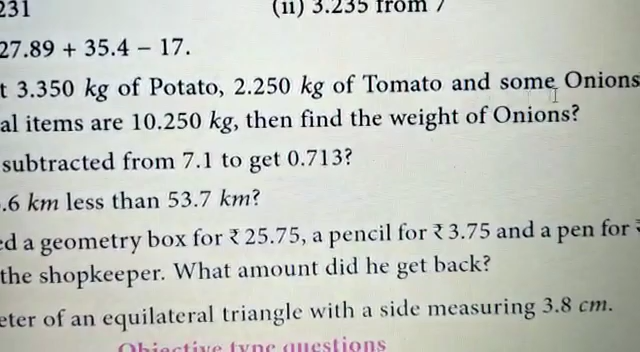 231 (ii) 3.235 from 7
27.89 + 35.4 – 17.
t 3.350 kg of Potato, 2.250 kg of Tomato and some Onions
al items are 10.250 kg, then find the weight of Onions?
subtracted from 7.1 to get 0.713?
.6 km less than 53.7 km?
ed a geometry box for ₹ 25.75, a pencil for ₹ 3.75 and a pen for ₹
the shopkeeper. What amount did he get back?
eter of an equilateral triangle with a side measuring 3.8 cm.
Objective type questions